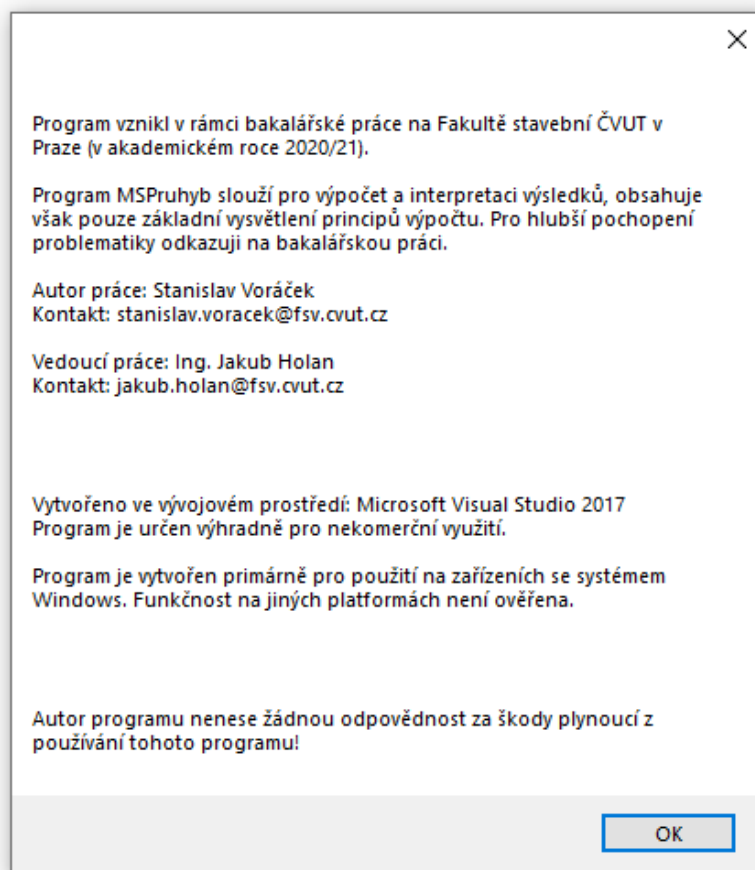 Program vznikl v rámci bakalářské práce na Fakultě stavební ČVUT v
Praze (v akademickém roce 2020/21).
Program MSPruhyb slouží pro výpočet a interpretaci výsledků, obsahuje
však pouze základní vysvětlení principů výpočtu. Pro hlubší pochopení
problematiky odkazuji na bakalářskou práci.
Autor práce: Stanislav Voráček
Kontakt: stanislav.voracek@fsv.cvut.cz
Vedoucí práce: Ing. Jakub Holan
Kontakt: jakub.holan@fsv.cvut.cz
Vytvořeno ve vývojovém prostředí: Microsoft Visual Studio 2017
Program je určen výhradně pro nekomerční využití.
Program je vytvořen primárně pro použití na zařízeních se systémem
Windows. Funkčnost na jiných platformách není ověřena.
Autor programu nenese žádnou odpovědnost za škody plynoucí z
používání tohoto programu!
OK